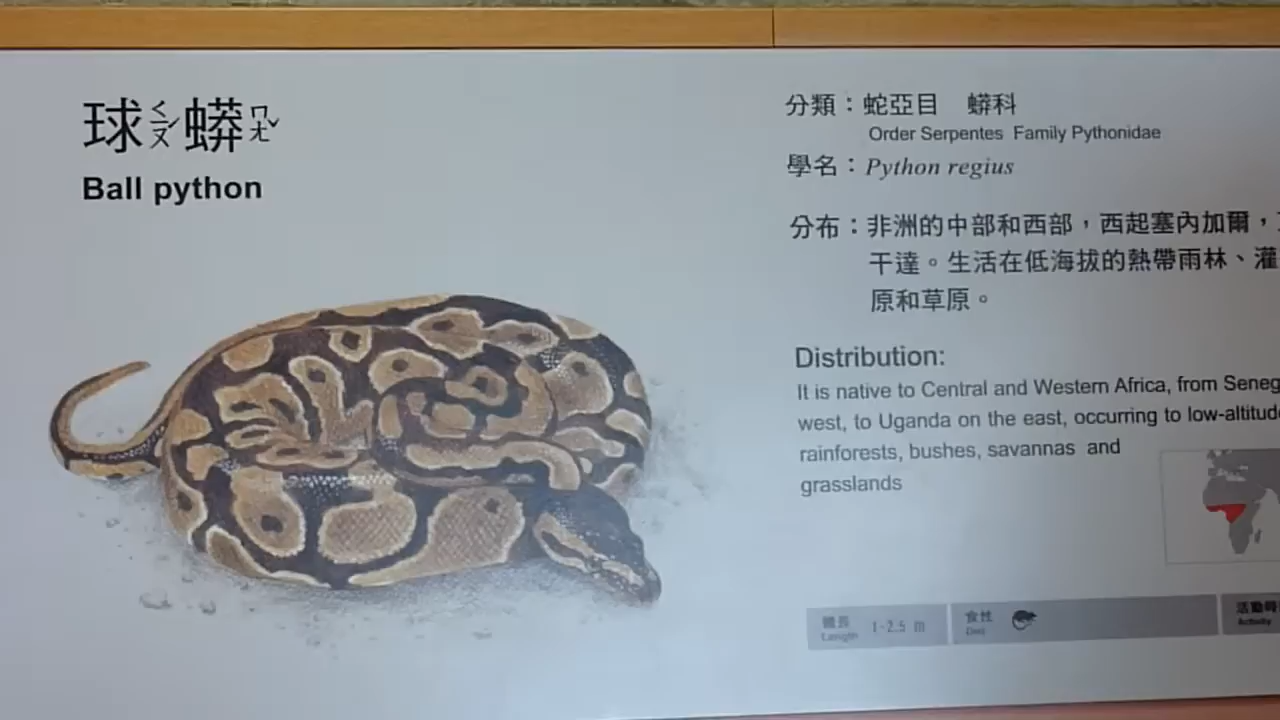 球ㄑㄡˊ蟒ㄇㄤˇ
Ball python
分類：蛇亞目 蟒科
Order Serpentes Family Pythonidae
學名：Python regius
分布：非洲的中部和西部，西起塞內加爾，
干達。生活在低海拔的熱帶雨林、灌
原和草原。
Distribution:
It is native to Central and Western Africa, from Seneg
west, to Uganda on the east, occurring to low-altitud
rainforests, bushes, savannas and
grasslands
體長 1-2.5 m 食性 活動時
Length Diet Activity